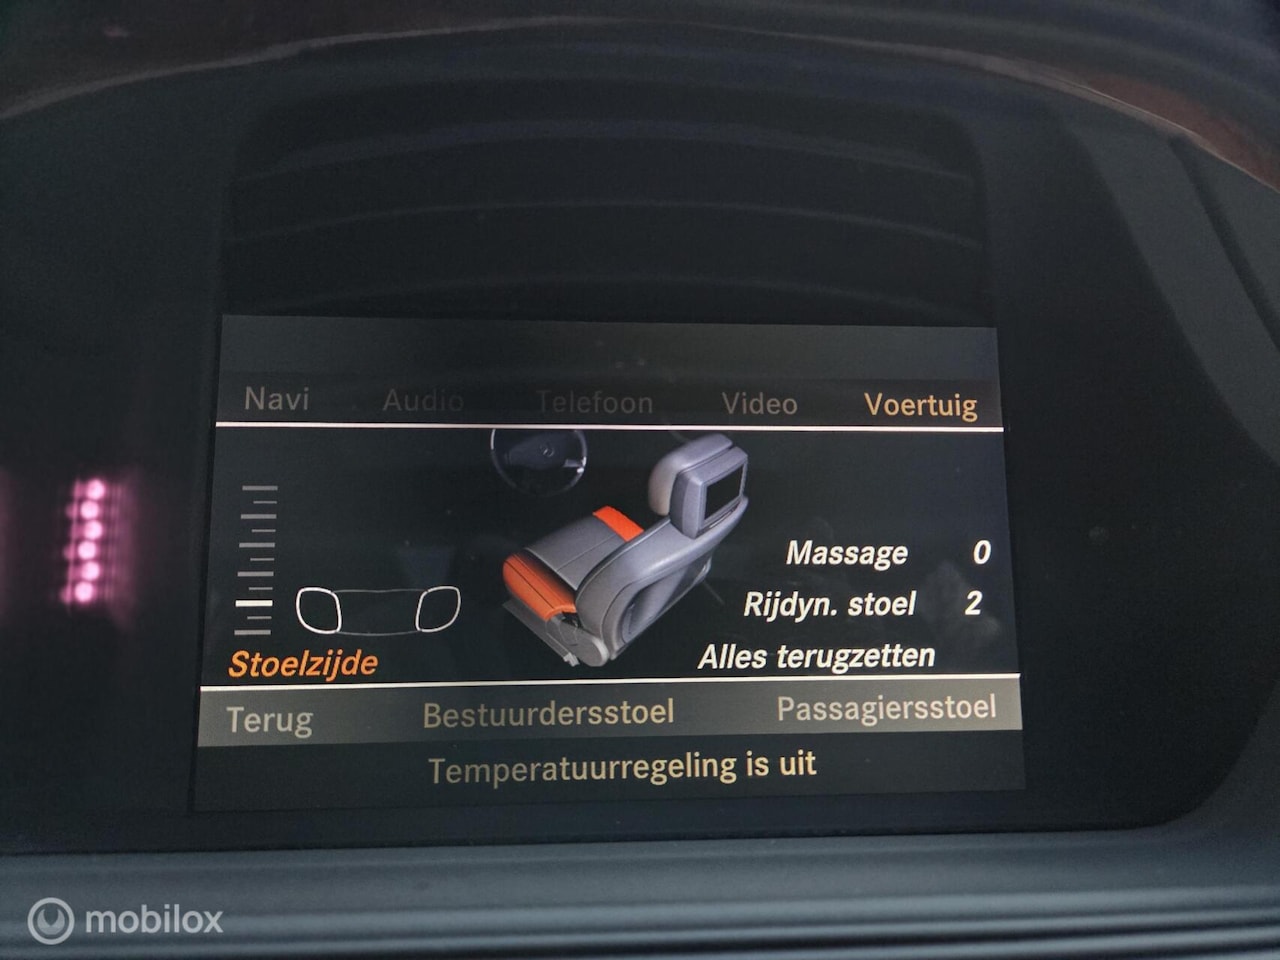 Navi Audio Telefoon Video Voertuig
Massage 0
Rijdyn. stoel 2
Alles terugzetten
Stoelzijde
Terug Bestuurdersstoel Passagiersstoel
Temperatuurregeling is uit
mobilox